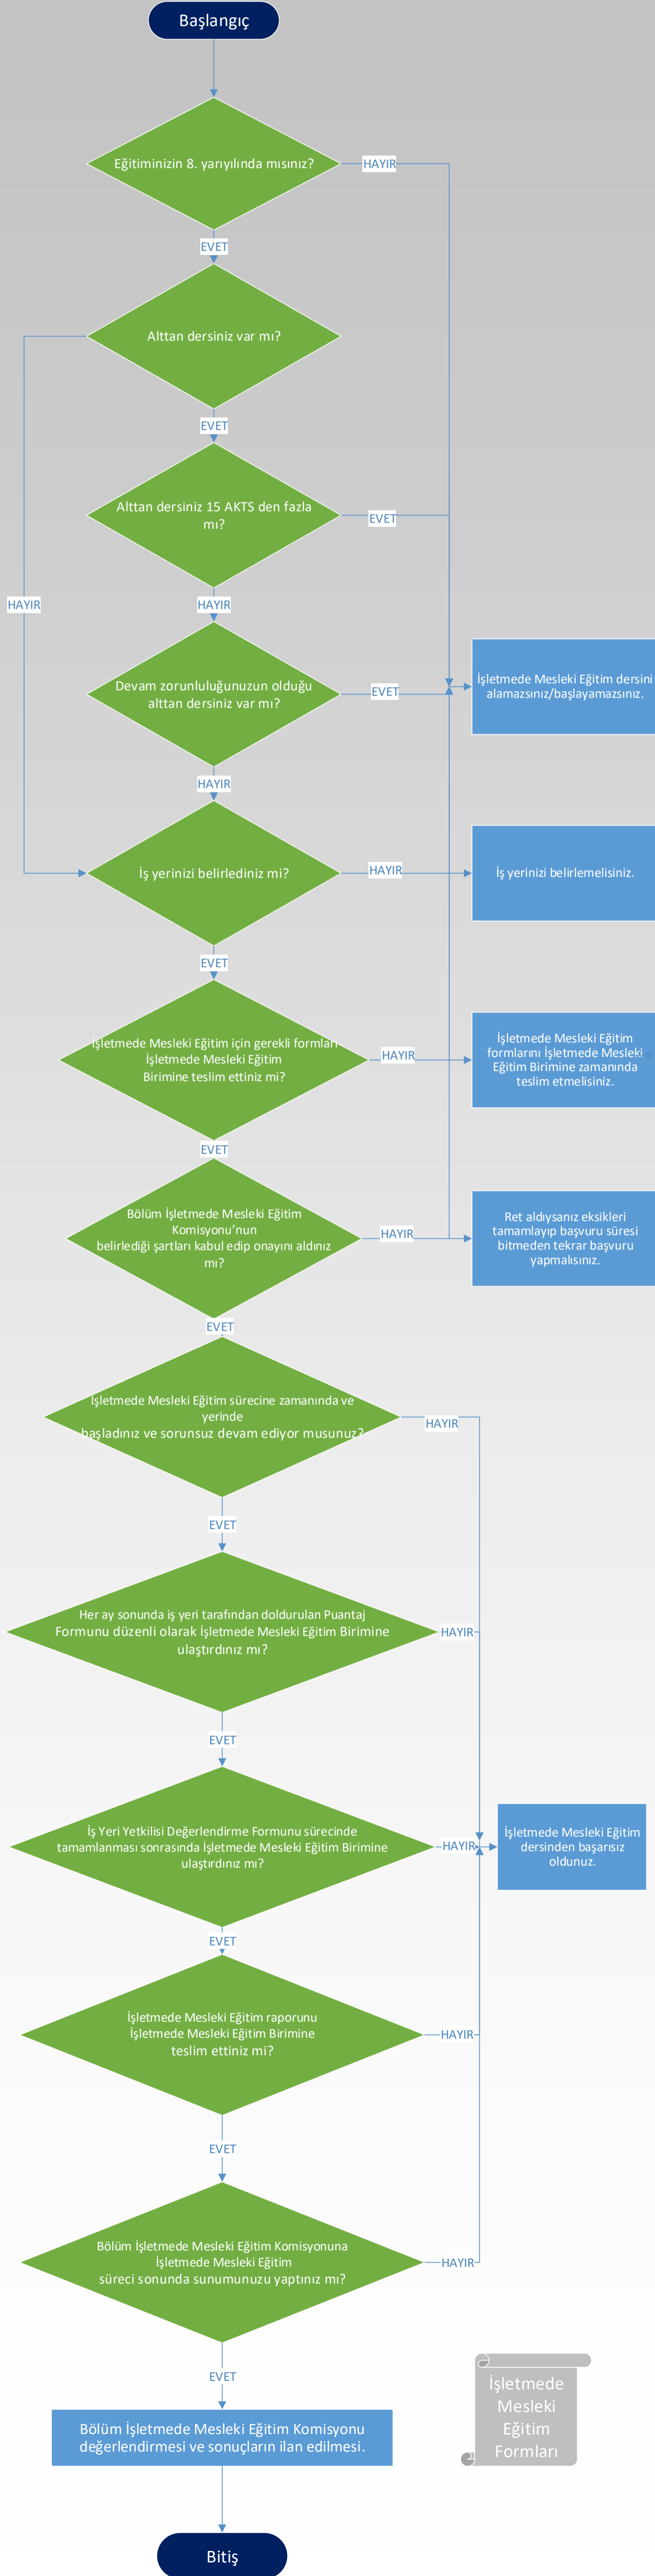 Başlangıç
Eğitiminizin 8. yarıyılında mısınız?
HAYIR
EVET
Alttan dersiniz var mı?
EVET
Alttan dersiniz 15 AKTS den fazla
mı?
EVET
HAYIR
HAYIR
Devam zorunluluğunuzun olduğu
alttan dersiniz var mı?
EVET
İşletmede Mesleki Eğitim dersini
alamazsınız/başlayamazsınız.
HAYIR
İş yerinizi belirlediniz mi?
HAYIR
İş yerinizi belirlemelisiniz.
EVET
İşletmede Mesleki Eğitim için gerekli formları
İşletmede Mesleki Eğitim
Birimine teslim ettiniz mi?
HAYIR
İşletmede Mesleki Eğitim
formlarını İşletmede Mesleki
Eğitim Birimine zamanında
teslim etmelisiniz.
EVET
Bölüm İşletmede Mesleki Eğitim
Komisyonu’nun
belirlediği şartları kabul edip onayını aldınız
mı?
HAYIR
Ret aldıysanız eksikleri
tamamlayıp başvuru süresi
bitmeden tekrar başvuru
yapmalısınız.
EVET
İşletmede Mesleki Eğitim sürecine zamanında ve
yerinde
başladınız ve sorunsuz devam ediyor musunuz?
HAYIR
EVET
Her ay sonunda iş yeri tarafından doldurulan Puantaj
Formunu düzenli olarak İşletmede Mesleki Eğitim Birimine
ulaştırdınız mı?
HAYIR
EVET
İş Yeri Yetkilisi Değerlendirme Formunu sürecinde
tamamlanması sonrasında İşletmede Mesleki Eğitim Birimine
ulaştırdınız mı?
HAYIR
İşletmede Mesleki Eğitim
dersinden başarısız
oldunuz.
EVET
İşletmede Mesleki Eğitim raporunu
İşletmede Mesleki Eğitim Birimine
teslim ettiniz mi?
HAYIR
EVET
Bölüm İşletmede Mesleki Eğitim Komisyonuna
İşletmede Mesleki Eğitim
süreci sonunda sunumunuzu yaptınız mı?
HAYIR
EVET
İşletmede
Mesleki
Eğitim
Formları
Bölüm İşletmede Mesleki Eğitim Komisyonu
değerlendirmesi ve sonuçların ilan edilmesi.
Bitiş